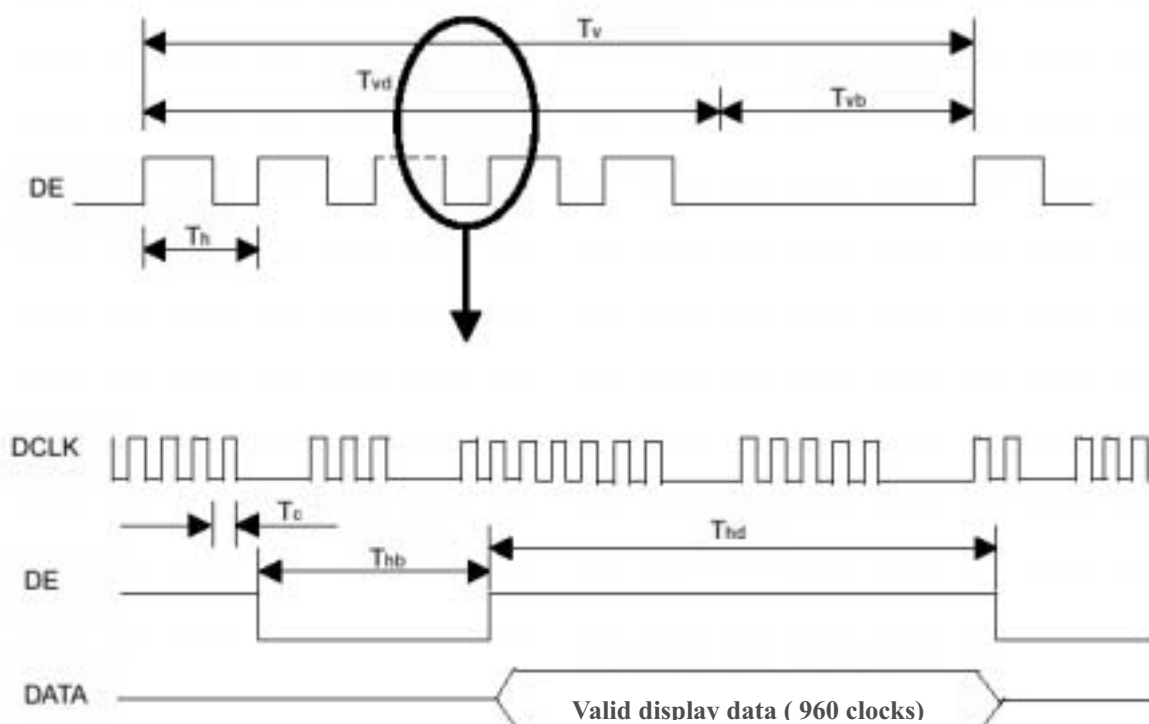 Tv
Tvd
Tvb
DE
Th
DCLK
Tc
Thd
Thb
DE
DATA
Valid display data ( 960 clocks)